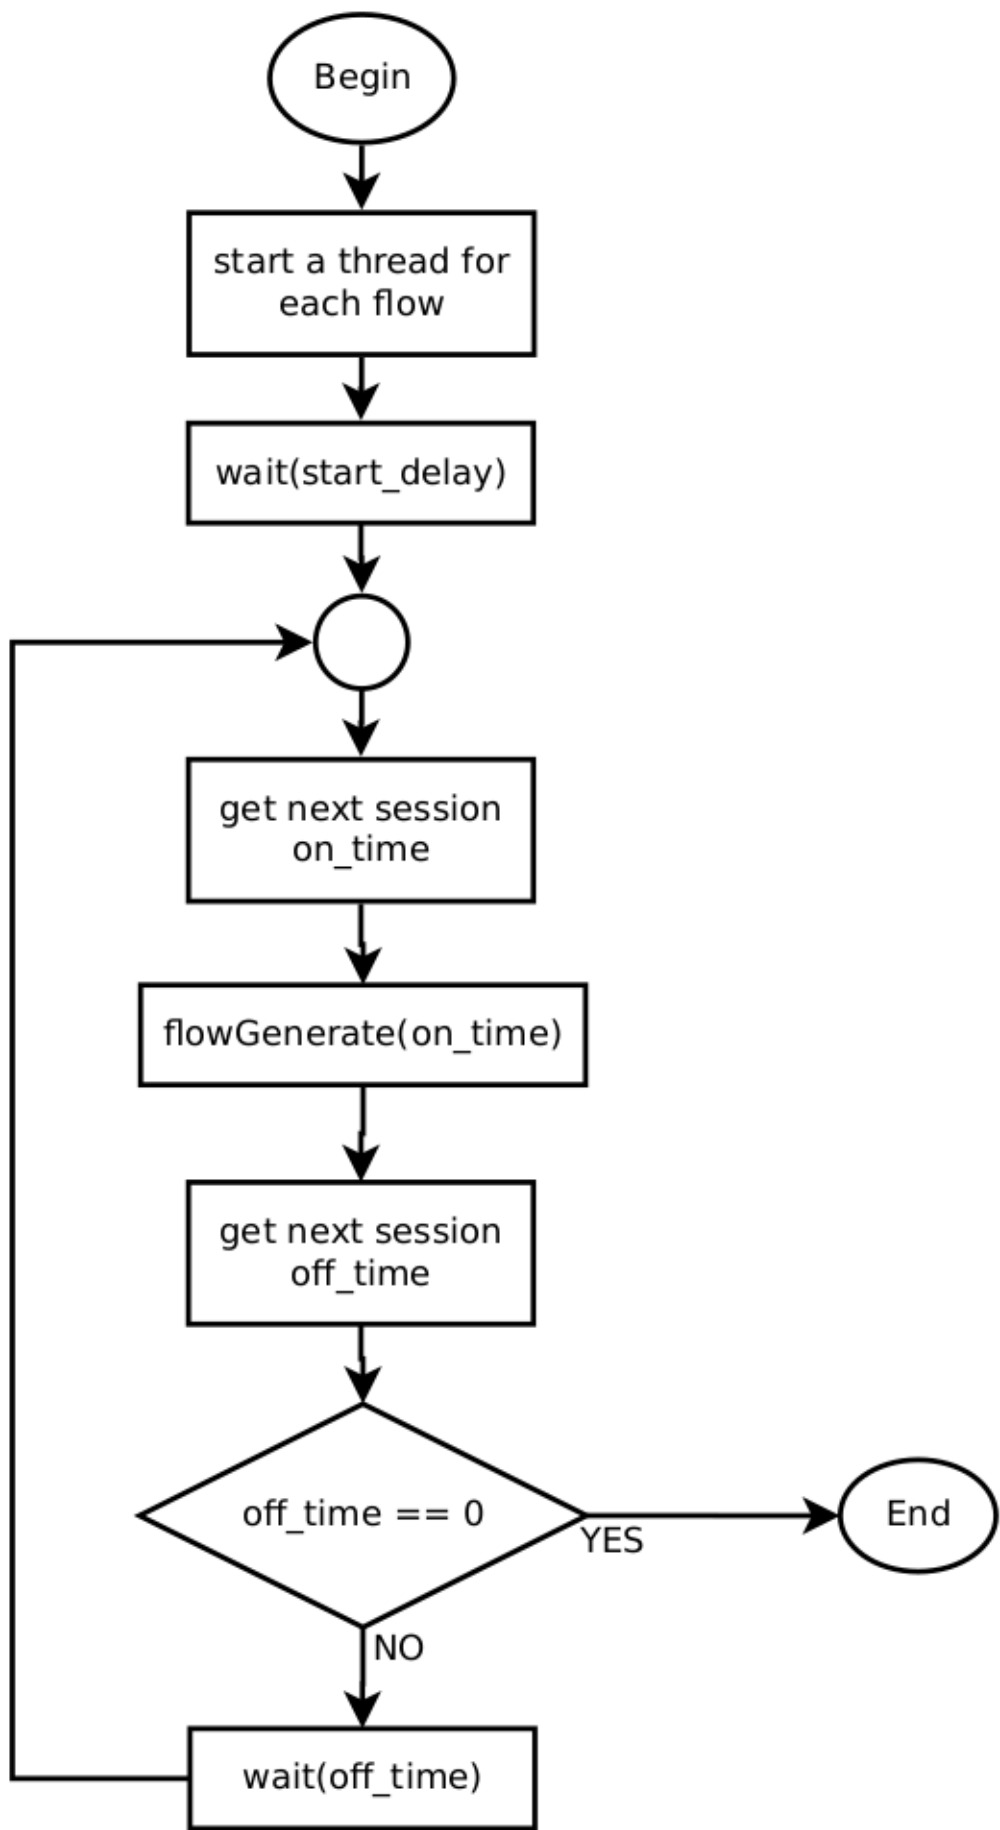 Begin
start a thread for
each flow
wait(start_delay)
get next session
on_time
flowGenerate(on_time)
get next session
off_time
off_time == 0
YES
End
NO
wait(off_time)